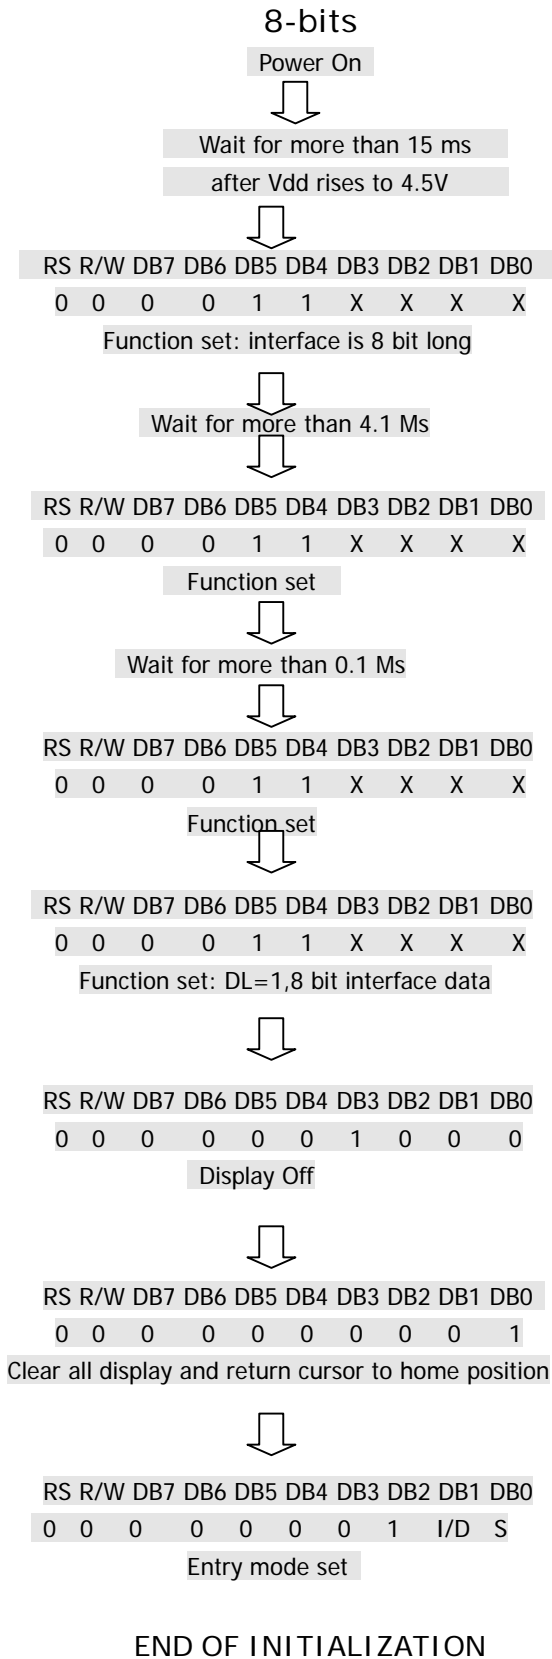 8-bits
Power On
Wait for more than 15 ms
after Vdd rises to 4.5V
RS R/W DB7 DB6 DB5 DB4 DB3 DB2 DB1 DB0
0 0 0 0 1 1 X X X X
Function set: interface is 8 bit long
Wait for more than 4.1 Ms
RS R/W DB7 DB6 DB5 DB4 DB3 DB2 DB1 DB0
0 0 0 0 1 1 X X X X
Function set
Wait for more than 0.1 Ms
RS R/W DB7 DB6 DB5 DB4 DB3 DB2 DB1 DB0
0 0 0 0 1 1 X X X X
Function set
RS R/W DB7 DB6 DB5 DB4 DB3 DB2 DB1 DB0
0 0 0 0 1 1 X X X X
Function set: DL=1,8 bit interface data
RS R/W DB7 DB6 DB5 DB4 DB3 DB2 DB1 DB0
0 0 0 0 0 0 1 0 0 0
Display Off
RS R/W DB7 DB6 DB5 DB4 DB3 DB2 DB1 DB0
0 0 0 0 0 0 0 0 0 1
Clear all display and return cursor to home position
RS R/W DB7 DB6 DB5 DB4 DB3 DB2 DB1 DB0
0 0 0 0 0 0 0 1 I/D S
Entry mode set
END OF INITIALIZATION